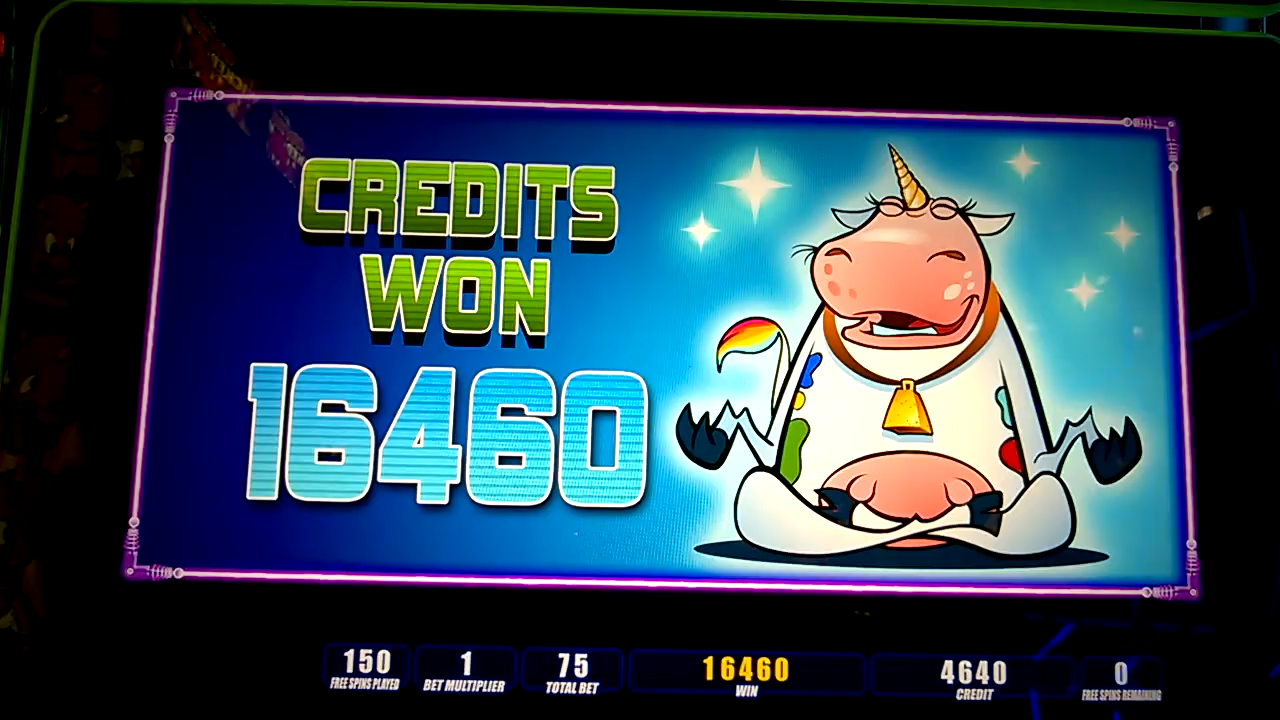 CREDITS
WON
16460
150 1 75 16460 4640 0
FREE SPINS PLAYED BET MULTIPLIER TOTAL BET WIN CREDIT FREE SPINS REMAINING